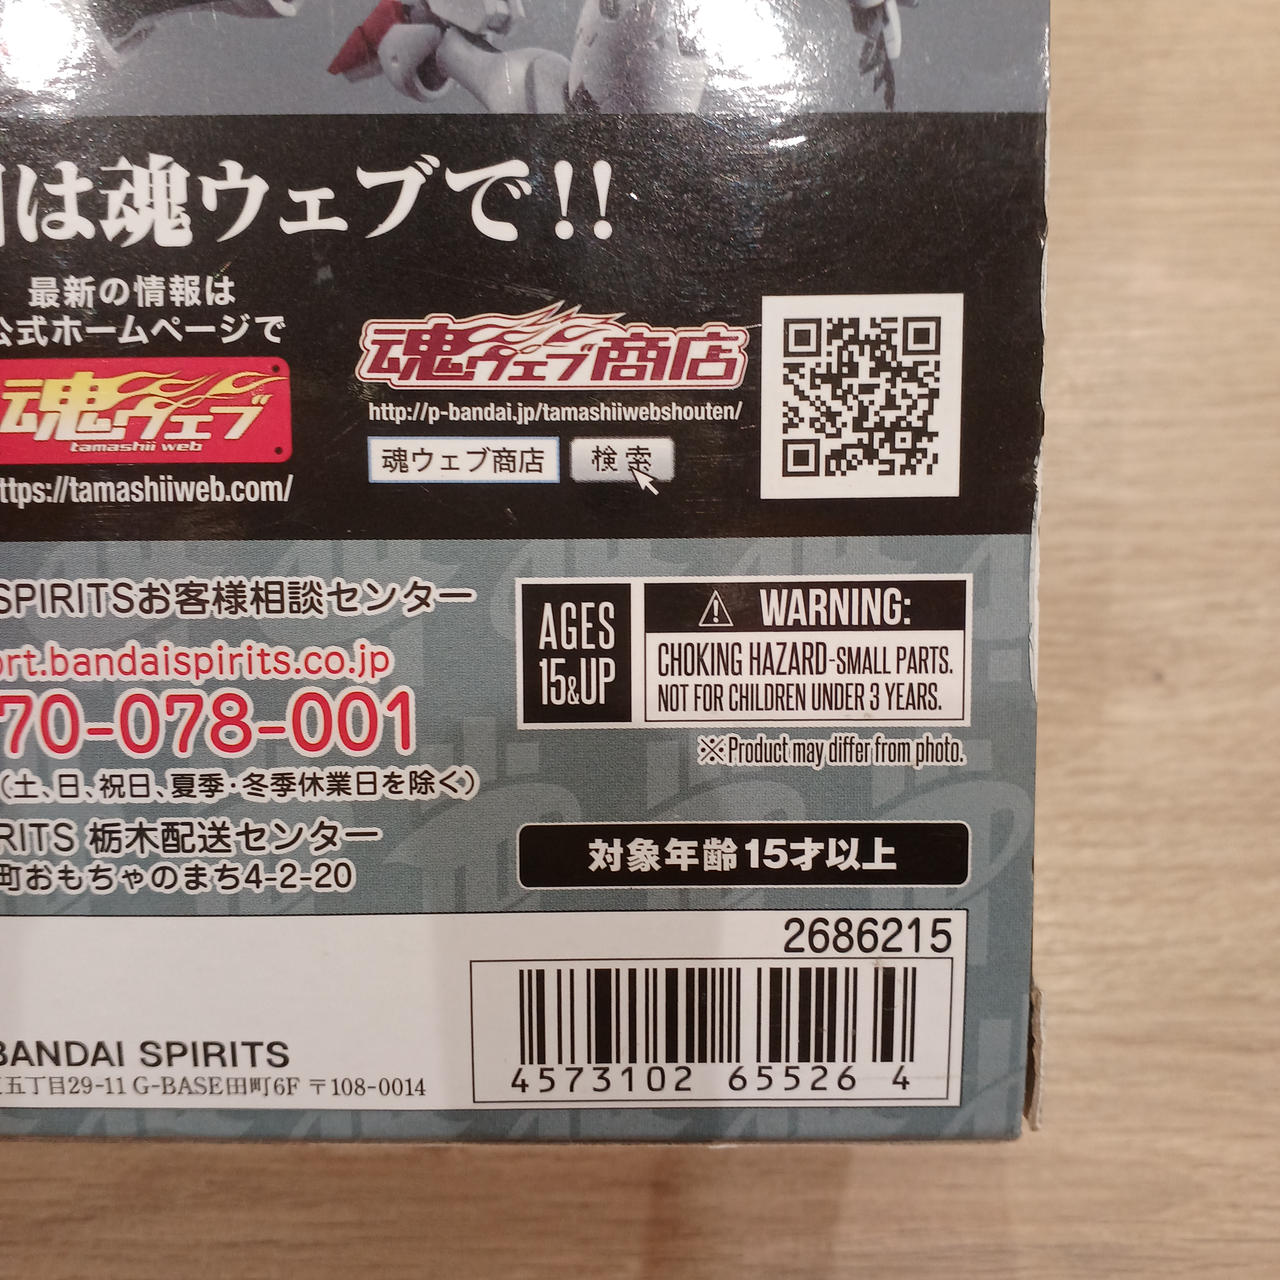 は魂ウェブで!!
最新の情報は
公式ホームページで
魂ウェブ
tamashii web
ttps://tamashiiweb.com/
魂ウェブ商店
http://p-bandai.jp/tamashiiwebshouten/
魂ウェブ商店 検索
SPIRITSお客様相談センター
ort.bandaispirits.co.jp
70-078-001
(土、日、祝日、夏季・冬季休業日を除く)
RITS 栃木配送センター
町おもちゃのまち4-2-20
AGES
15&UP
⚠ WARNING:
CHOKING HAZARD-SMALL PARTS.
NOT FOR CHILDREN UNDER 3 YEARS.
※Product may differ from photo.
対象年齢15才以上
2686215
4573102 65526 4
BANDAI SPIRITS
五丁目29-11 G-BASE田町6F 〒108-0014